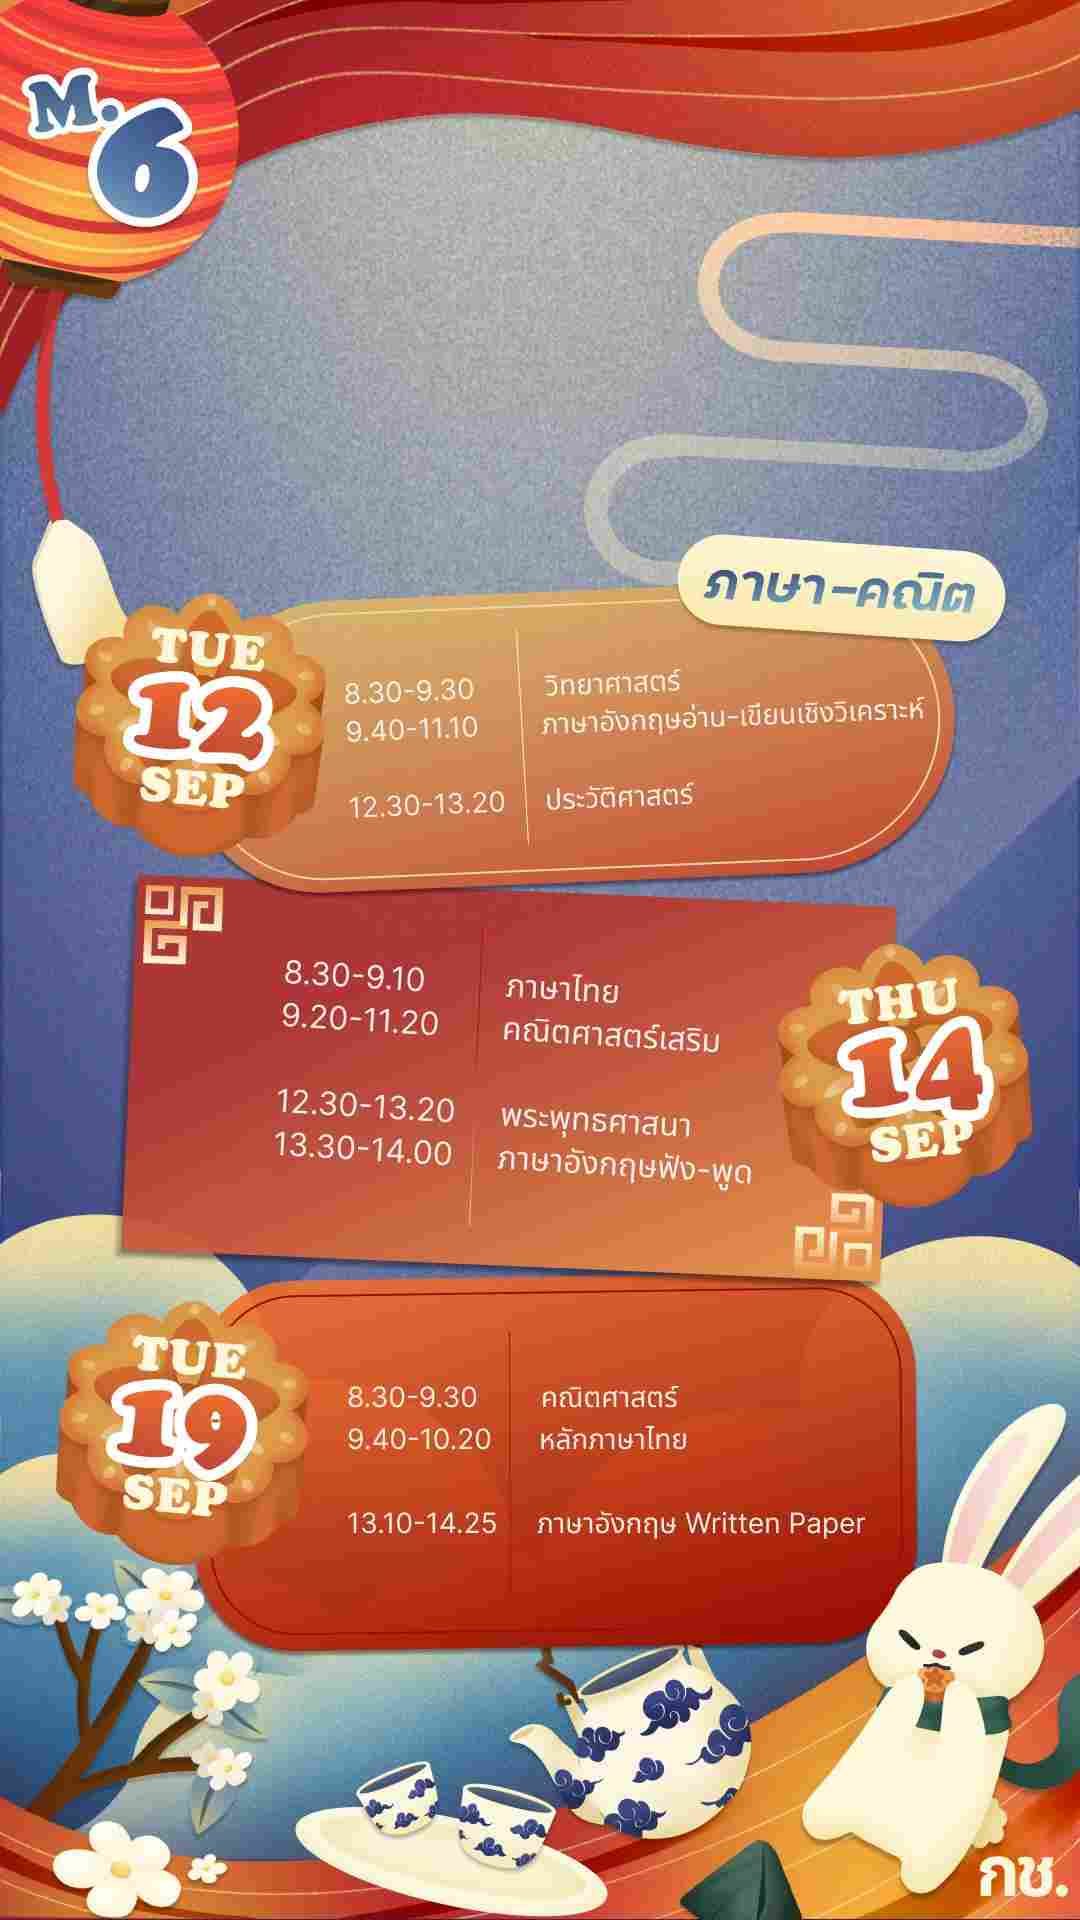 M.
6
ภาษา-คณิต
TUE
12
SEP
8.30-9.30 วิทยาศาสตร์
9.40-11.10 ภาษาอังกฤษอ่าน-เขียนเชิงวิเคราะห์
12.30-13.20 ประวัติศาสตร์
8.30-9.10 ภาษาไทย
9.20-11.20 คณิตศาสตร์เสริม
12.30-13.20 พระพุทธศาสนา
13.30-14.00 ภาษาอังกฤษฟัง-พูด
THU
14
SEP
TUE
19
SEP
8.30-9.30 คณิตศาสตร์
9.40-10.20 หลักภาษาไทย
13.10-14.25 ภาษาอังกฤษ Written Paper
กช.